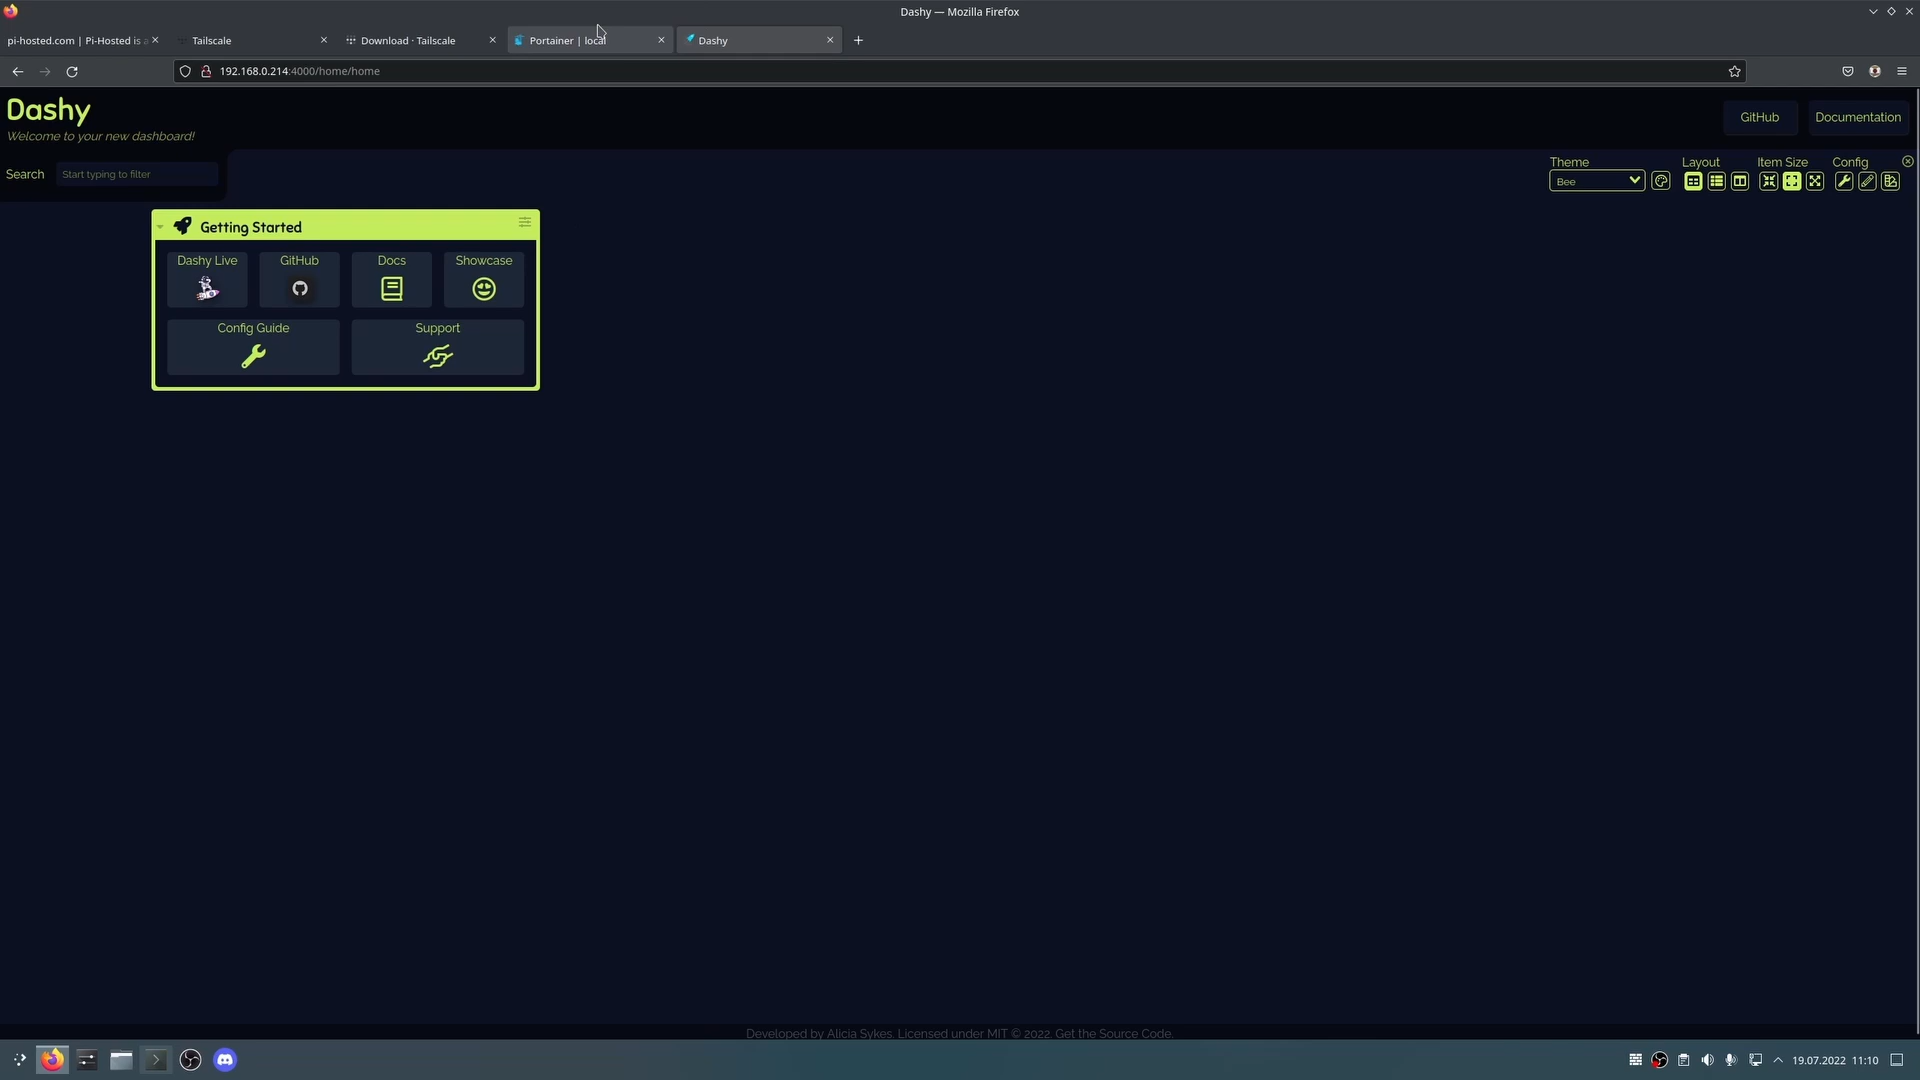 Dashy — Mozilla Firefox
pi-hosted.com | Pi-Hosted is a
Tailscale
Download · Tailscale
Portainer | local
Dashy
192.168.0.214:4000/home/home
Dashy
Welcome to your new dashboard!
GitHub
Documentation
Search
Start typing to filter
Theme
Layout
Item Size
Config
Bee
Getting Started
Dashy Live
GitHub
Docs
Showcase
Config Guide
Support
Developed by Alicia Sykes. Licensed under MIT © 2022. Get the Source Code.
19.07.2022 11:10